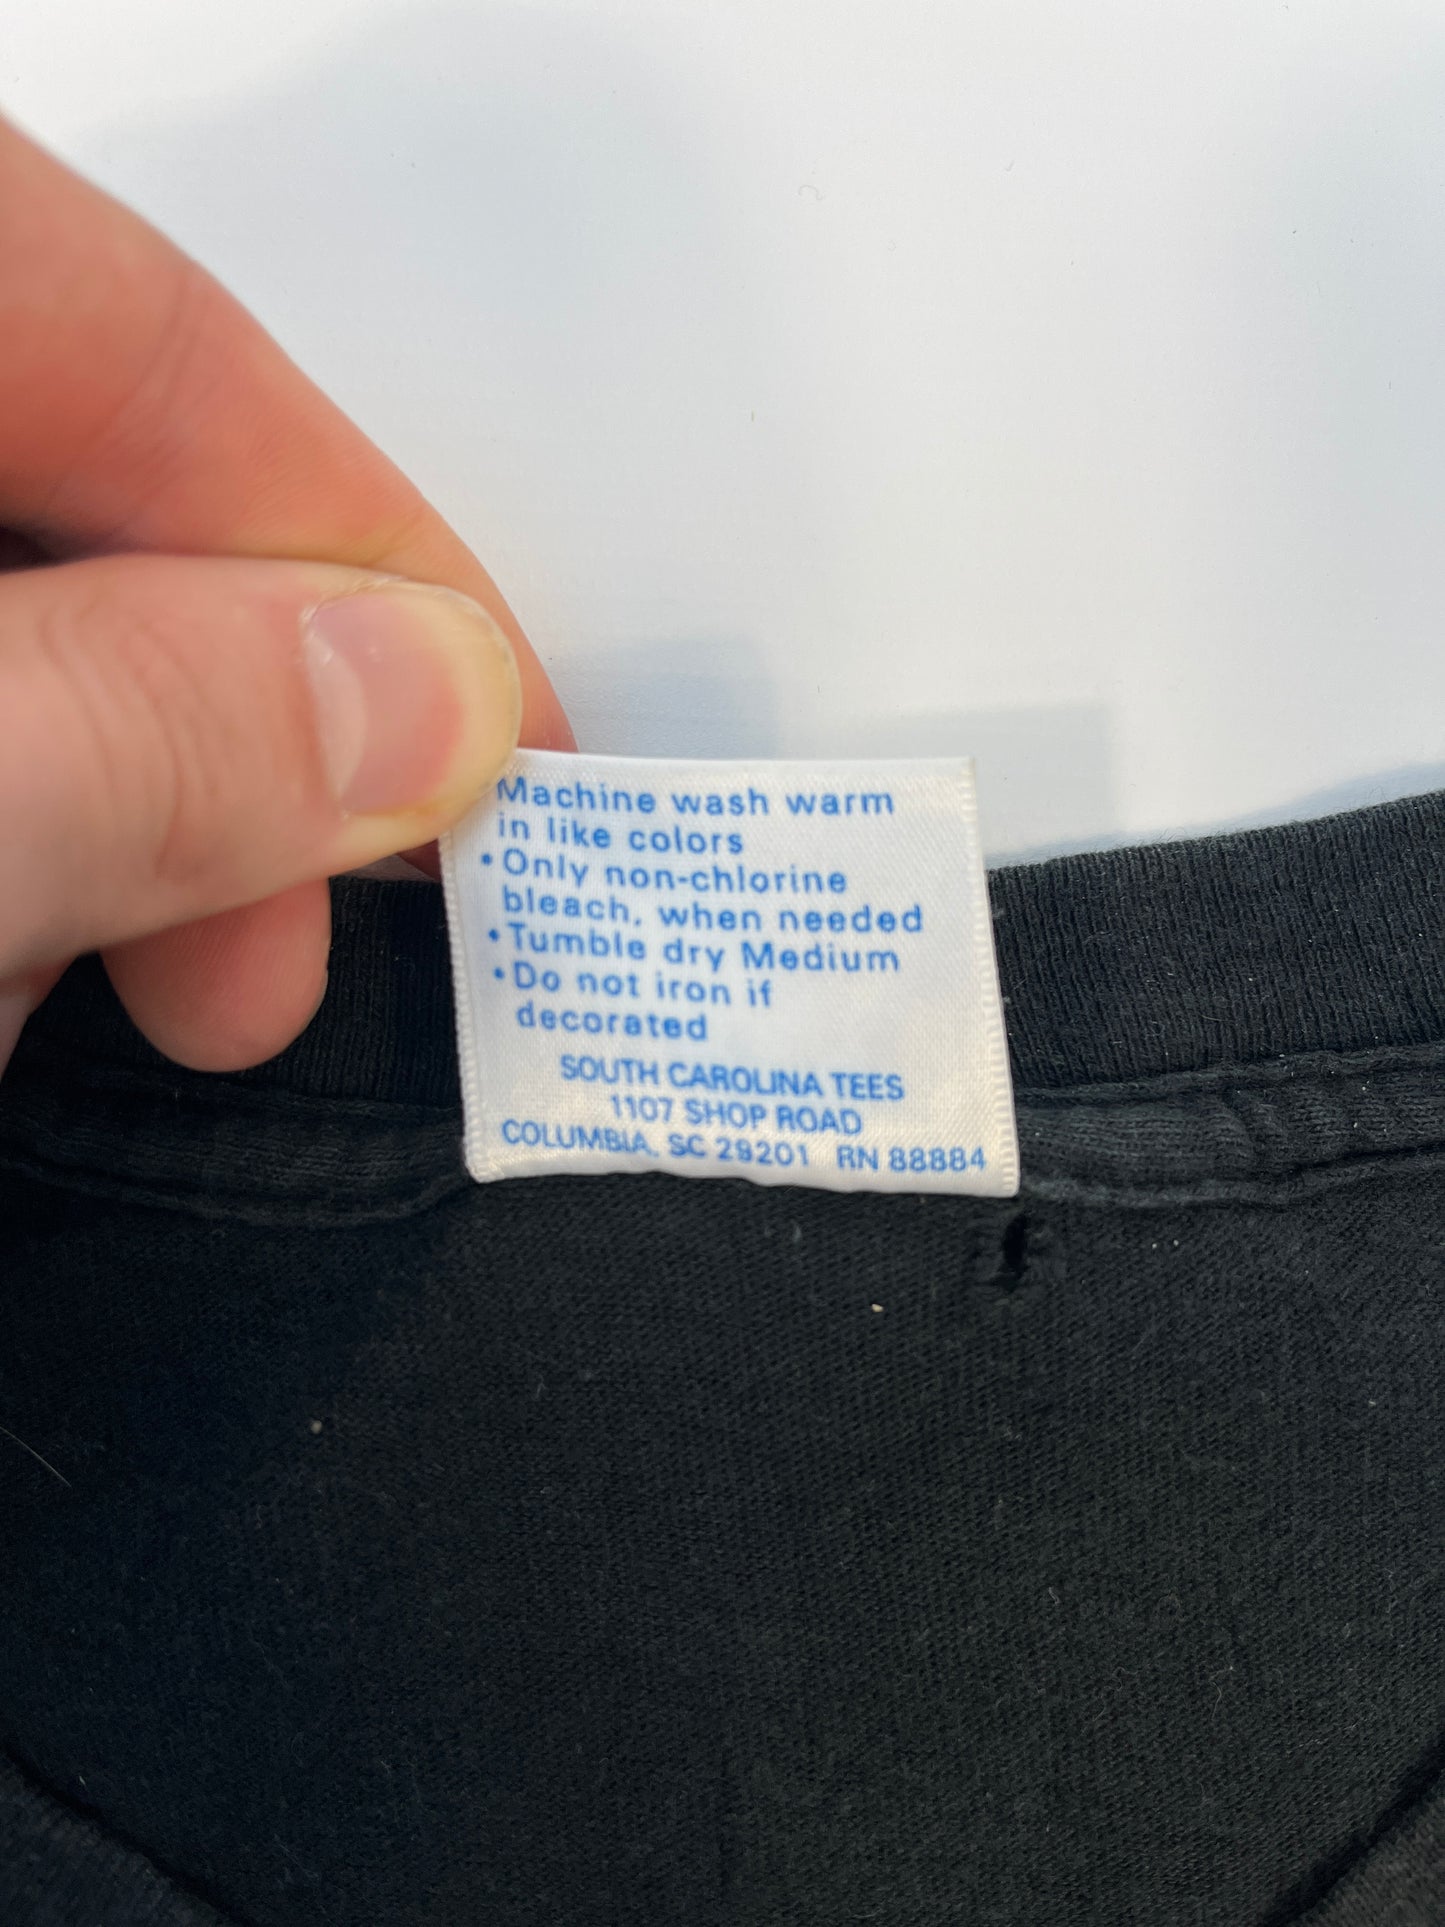 Machine wash warm
in like colors
•Only non-chlorine
bleach, when needed
•Tumble dry Medium
•Do not iron if
decorated
SOUTH CAROLINA TEES
1107 SHOP ROAD
COLUMBIA, SC 29201 RN 88884